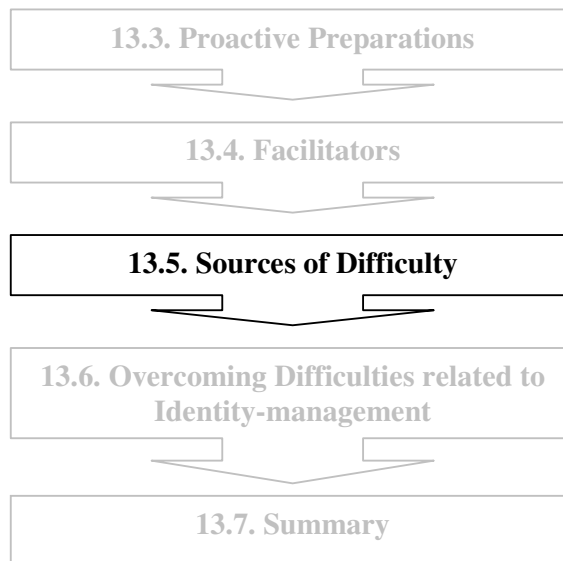 13.3. Proactive Preparations
13.4. Facilitators
13.5. Sources of Difficulty
13.6. Overcoming Difficulties related to
Identity-management
13.7. Summary